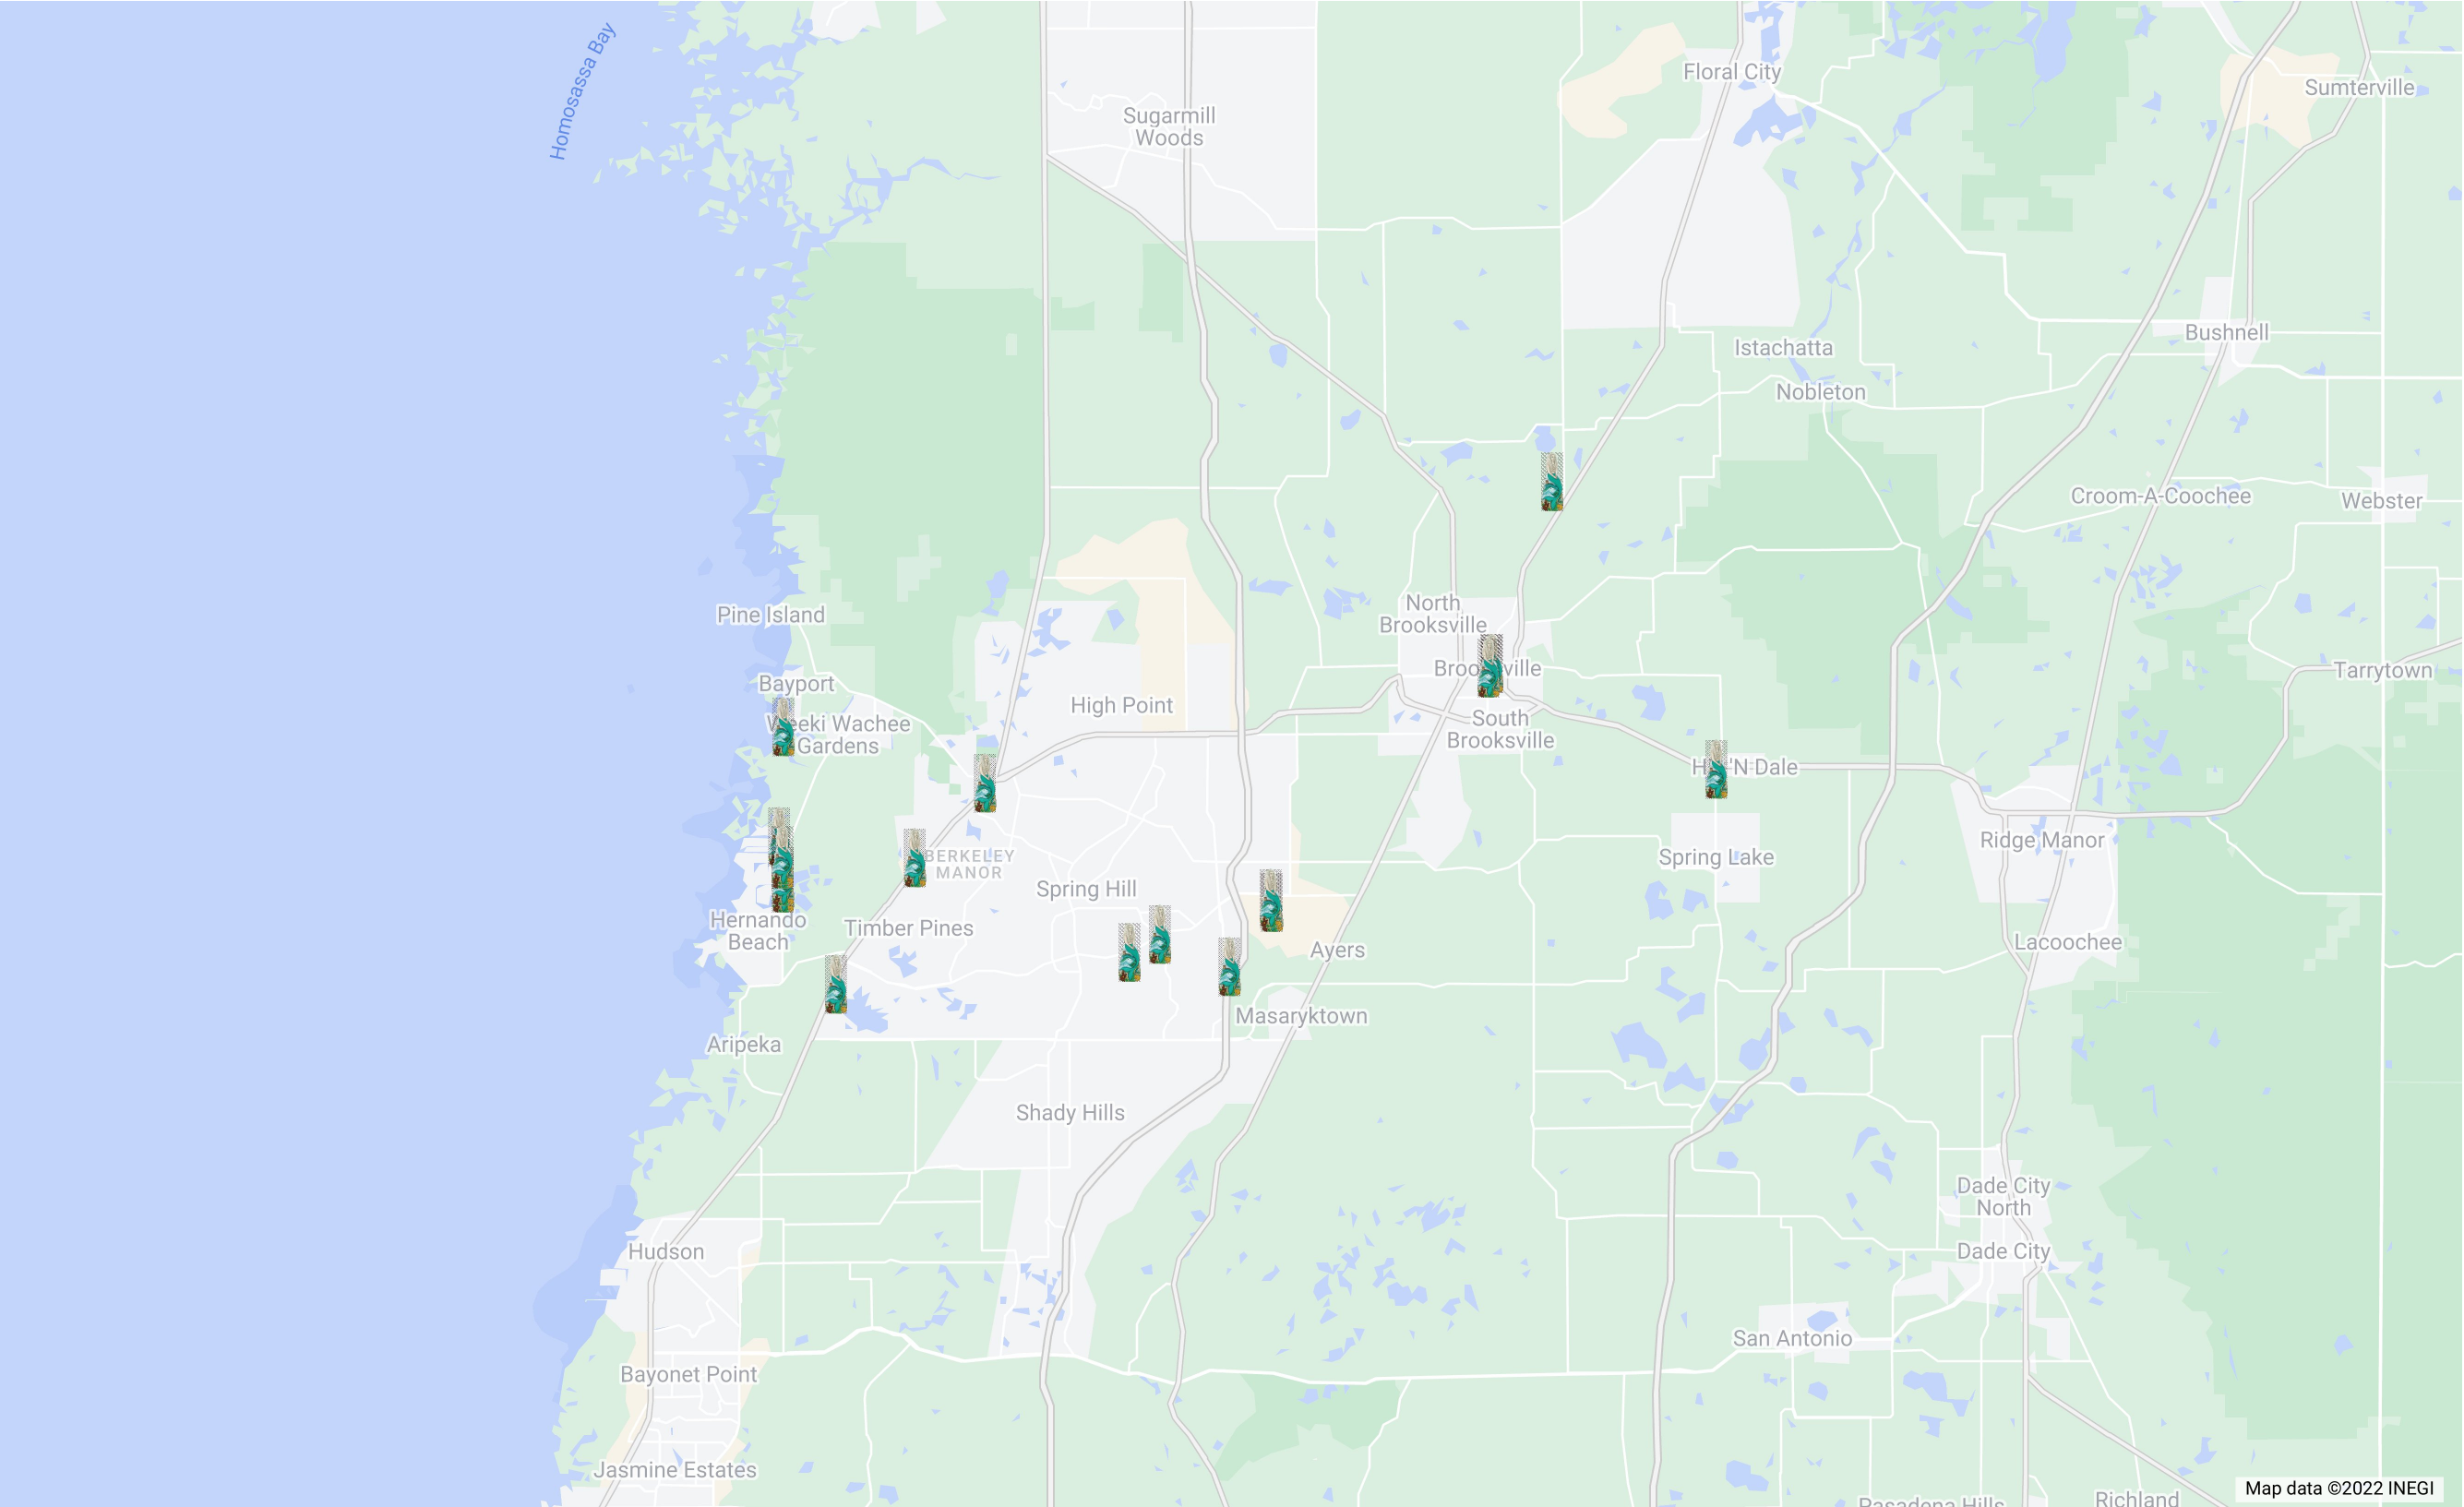 Homosassa Bay
Floral City
Sumterville
Sugarmill
Woods
Bushnell
Istachatta
Nobleton
Croom-A-Coochee
Webster
Pine Island
North
Brooksville
Tarrytown
Bayport
High Point
Gardens
South
Brooksville
'N Dale
Ridge Manor
BERKELEY
MANOR
Spring Lake
Spring Hill
Hernando
Beach
Timber Pines
Lacoochee
Ayers
Masaryktown
Aripeka
Shady Hills
Dade City
North
Hudson
Dade City
San Antonio
Bayonet Point
Jasmine Estates
Map data ©2022 INEGI
Pasadena Hills
Richland